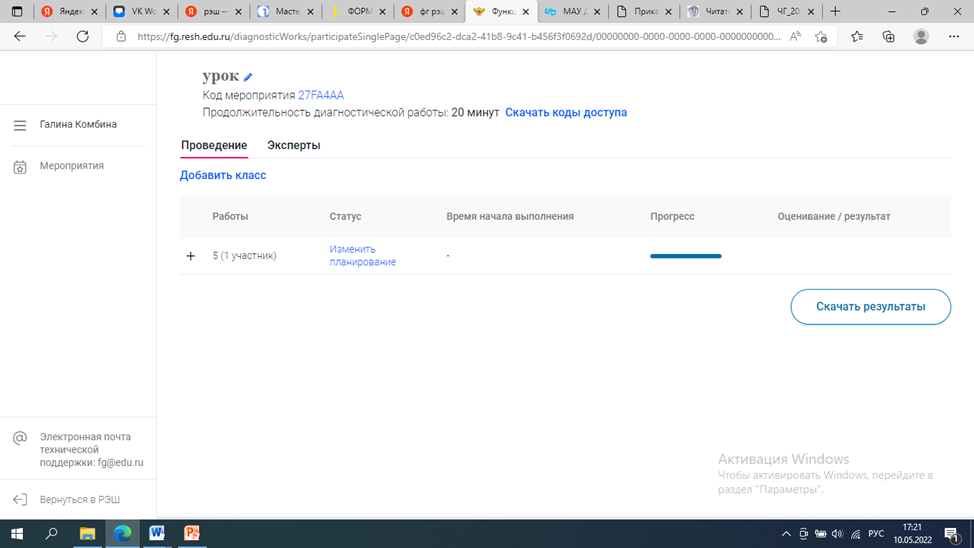 Яндекс
VK Wo
рэш —
Масте
ФОРМ
фг рэш
Функц
МАУ Д
Прика
Читат
ЧГ_20
https://fg.resh.edu.ru/diagnosticWorks/participateSinglePage/c0ed96c2-dca2-41b8-9c41-b456f3f0692d/00000000-0000-0000-0000-0000000000...
урок
Код мероприятия 27FA4AA
Продолжительность диагностической работы: 20 минут Скачать коды доступа
Галина Комбина
Мероприятия
Проведение Эксперты
Добавить класс
Работы Статус Время начала выполнения Прогресс Оценивание / результат
+ 5 (1 участник) Изменить - 
планирование
Скачать результаты
Электронная почта
технической
поддержки: fg@edu.ru
Вернуться в РЭШ
Активация Windows
Чтобы активировать Windows, перейдите в
раздел "Параметры".
РУС
17:21
10.05.2022
1